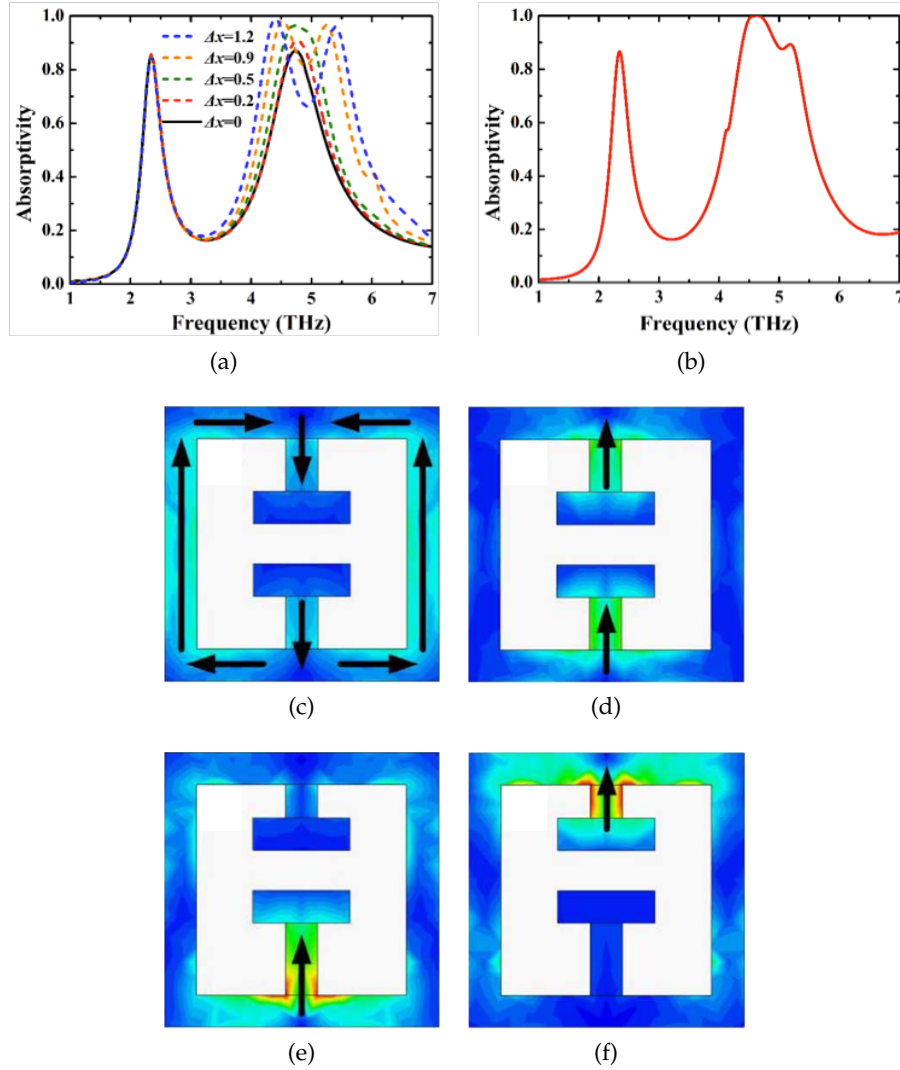 1.0
0.8
0.6
0.4
0.2
0.0
Absorptivity
Δx=1.2
Δx=0.9
Δx=0.5
Δx=0.2
Δx=0
1 2 3 4 5 6 7
Frequency (THz)
(a)
1.0
0.8
0.6
0.4
0.2
0.0
Absorptivity
1 2 3 4 5 6 7
Frequency (THz)
(b)
(c)
(d)
(e)
(f)